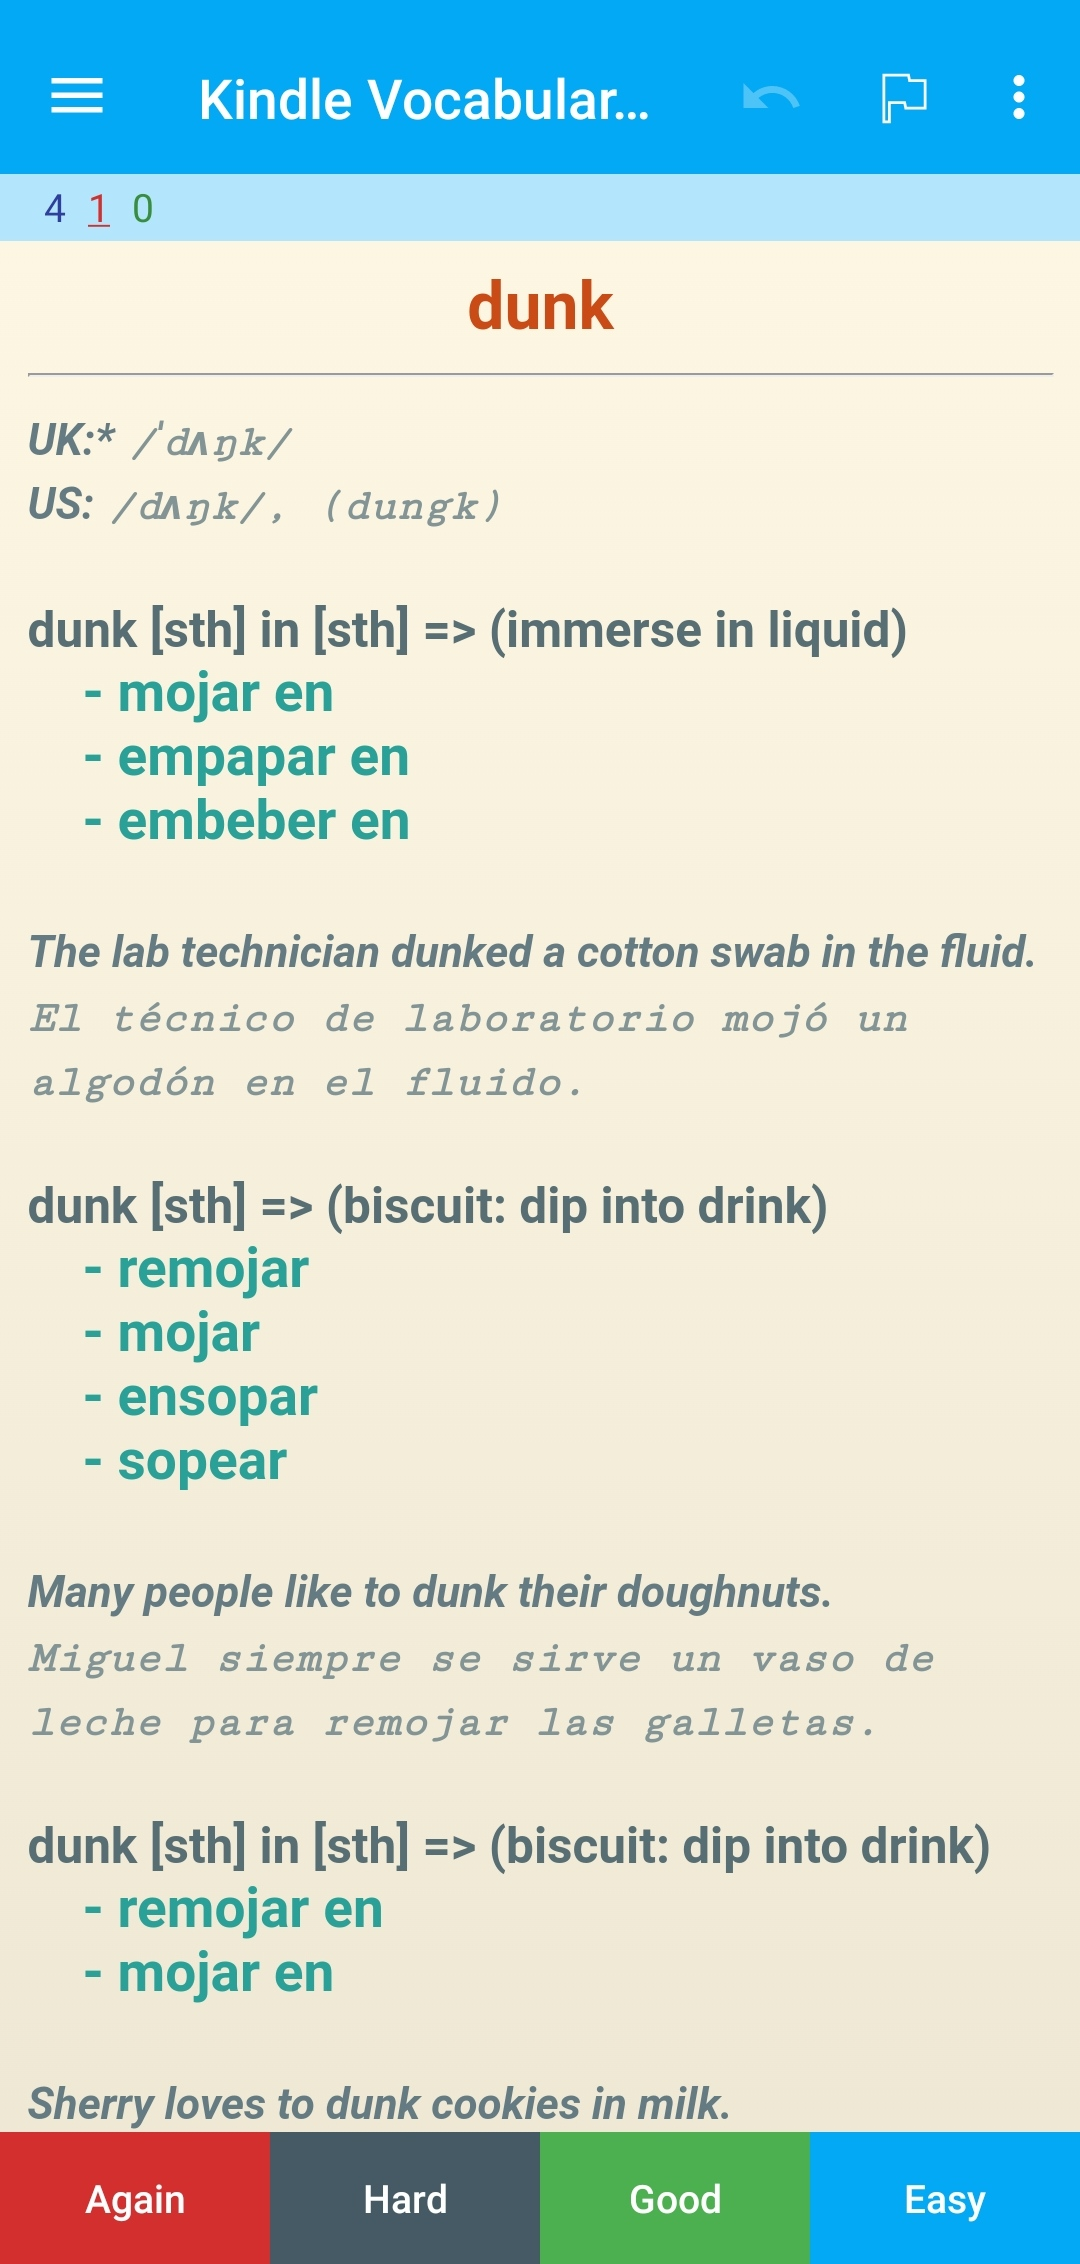 Kindle Vocabular...
4 1 0
dunk
UK:* /ˈdʌŋk/
US: /dʌŋk/, (dungk)
dunk [sth] in [sth] => (immerse in liquid)
- mojar en
- empapar en
- embeber en
The lab technician dunked a cotton swab in the fluid.
El técnico de laboratorio mojó un
algodón en el fluido.
dunk [sth] => (biscuit: dip into drink)
- remojar
- mojar
- ensopar
- sopear
Many people like to dunk their doughnuts.
Miguel siempre se sirve un vaso de
leche para remojar las galletas.
dunk [sth] in [sth] => (biscuit: dip into drink)
- remojar en
- mojar en
Sherry loves to dunk cookies in milk.
Again Hard Good Easy